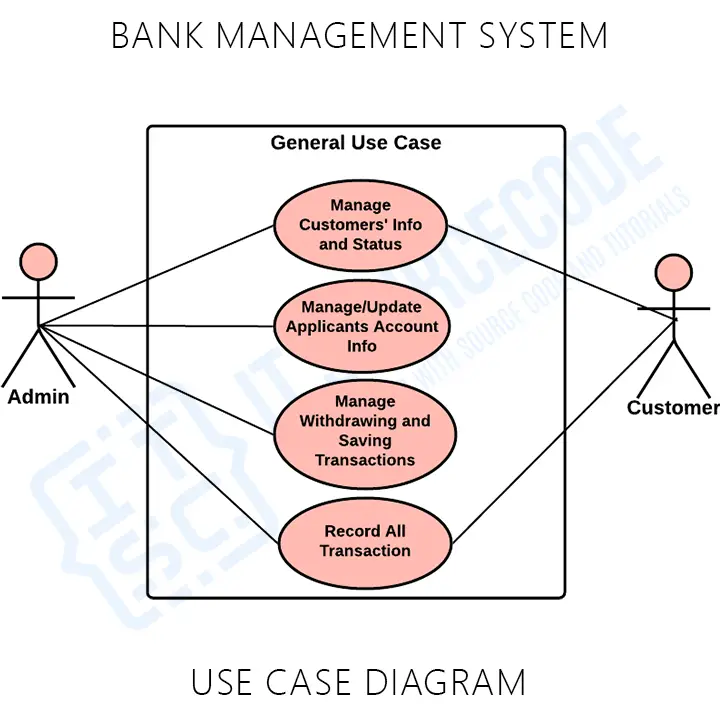 BANK MANAGEMENT SYSTEM
General Use Case
Manage
Customers' Info
and Status
Manage/Update
Applicants Account
Info
Manage
Withdrawing and
Saving
Transactions
Record All
Transaction
Admin
Customer
USE CASE DIAGRAM